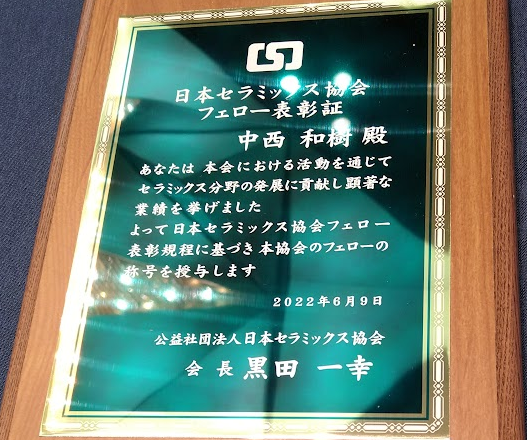 日本セラミックス協会
フェロー表彰証
中西 和樹 殿
あなたは 本会における活動を通じて
セラミックス分野の発展に貢献し顕著な
業績を挙げました
よって日本セラミックス協会フェロー
表彰規程に基づき本協会のフェローの
称号を授与します
2022年6月9日
公益社団法人日本セラミックス協会
会 長 黒田 一幸